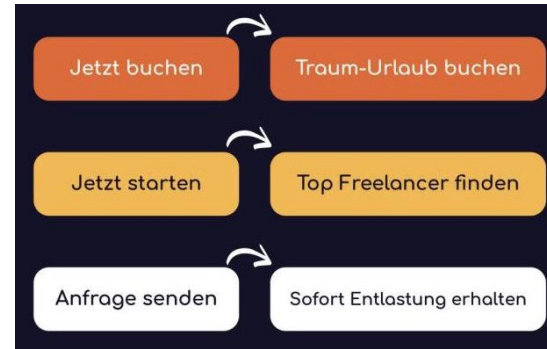 Jetzt buchen
Traum-Urlaub buchen
Jetzt starten
Top Freelancer finden
Anfrage senden
Sofort Entlastung erhalten